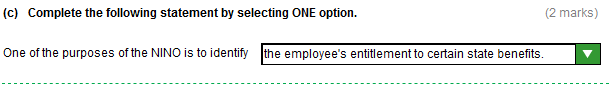 (c) Complete the following statement by selecting ONE option. (2 marks)
One of the purposes of the NINO is to identify the employee's entitlement to certain state benefits.